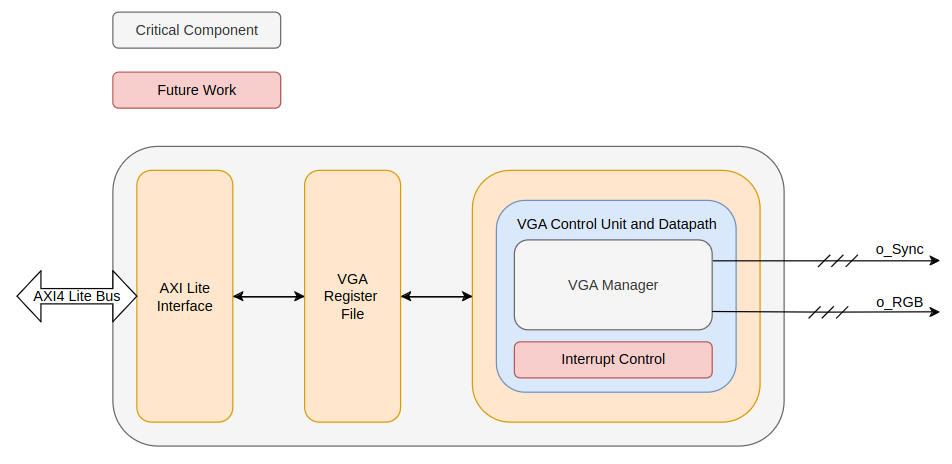 Critical Component
Future Work
VGA Control Unit and Datapath
o_Sync
VGA Manager
AXI4 Lite Bus
AXI Lite
Interface
VGA
Register
File
o_RGB
Interrupt Control